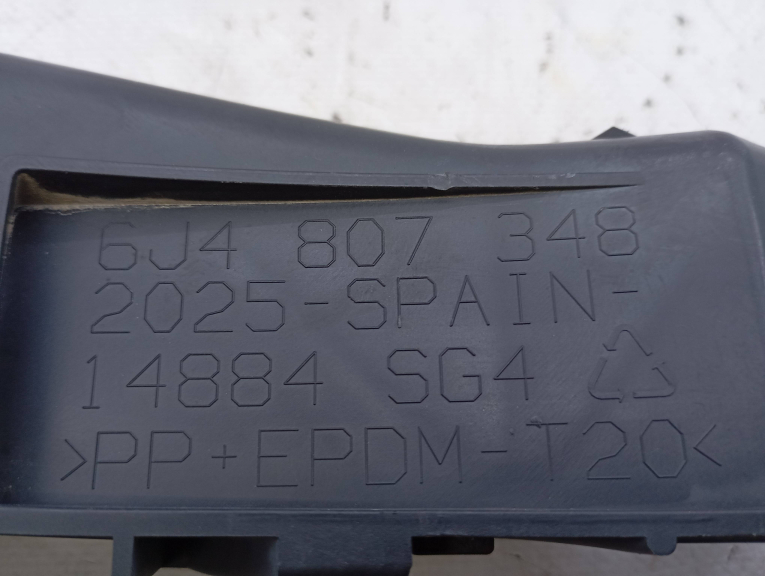 6J4 807 348
2025-SPAIN-
14884 SG4
>PP+EPDM-T20<